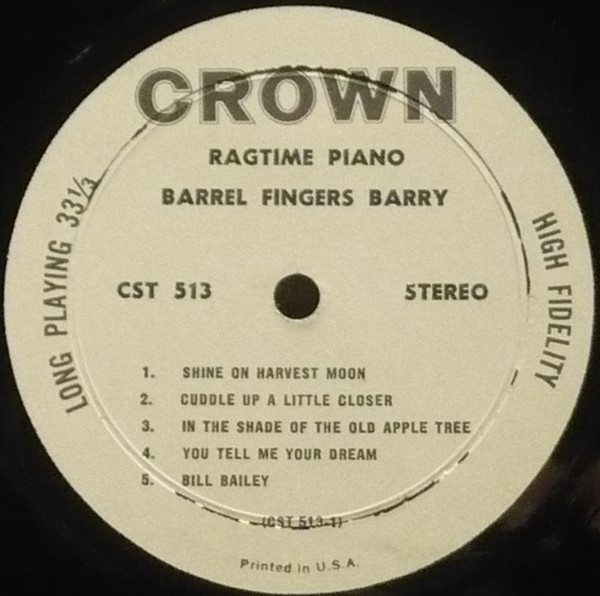 CROWN
RAGTIME PIANO
BARREL FINGERS BARRY
LONG PLAYING 33⅓
HIGH FIDELITY
CST 513
STEREO
1. SHINE ON HARVEST MOON
2. CUDDLE UP A LITTLE CLOSER
3. IN THE SHADE OF THE OLD APPLE TREE
4. YOU TELL ME YOUR DREAM
5. BILL BAILEY
(CST 513-1)
Printed in U.S.A.